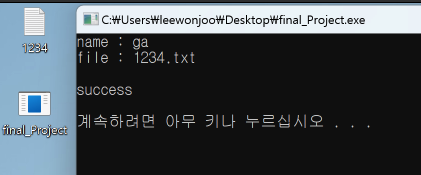 1234
final_Project
C:₩Users₩leewonjoo₩Desktop₩final_Project.exe
name : ga
file : 1234.txt
success
계속하려면 아무 키나 누르십시오 . . .